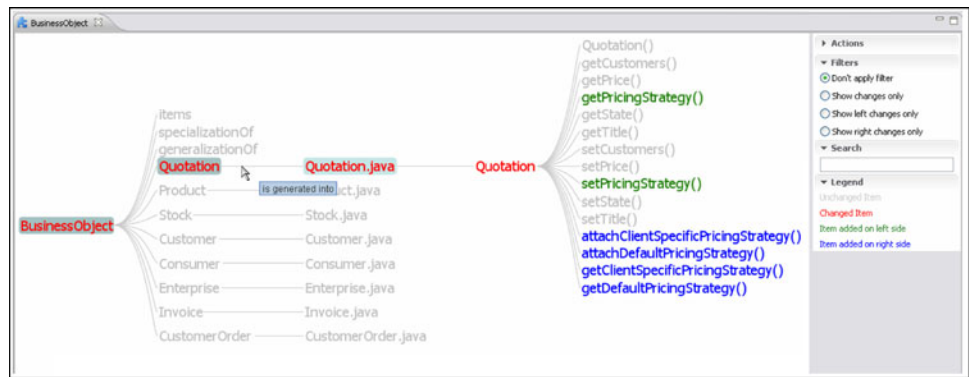 BusinessObject
Quotation()
getCustomers()
getPrice()
getPricingStrategy()
getState()
getTitle()
setCustomers()
setPrice()
setPricingStrategy()
setState()
setTitle()
attachClientSpecificPricingStrategy()
attachDefaultPricingStrategy()
getClientSpecificPricingStrategy()
getDefaultPricingStrategy()
items
specializationOf
generalizationOf
Quotation Quotation.java Quotation
Product is generated into ct.java
Stock Stock.java
BusinessObject
Customer Customer.java
Consumer Consumer.java
Enterprise Enterprise.java
Invoice Invoice.java
CustomerOrder CustomerOrder.java
Actions
Filters
Don't apply filter
Show changes only
Show left changes only
Show right changes only
Search
Legend
Unchanged Item
Changed Item
Item added on left side
Item added on right side